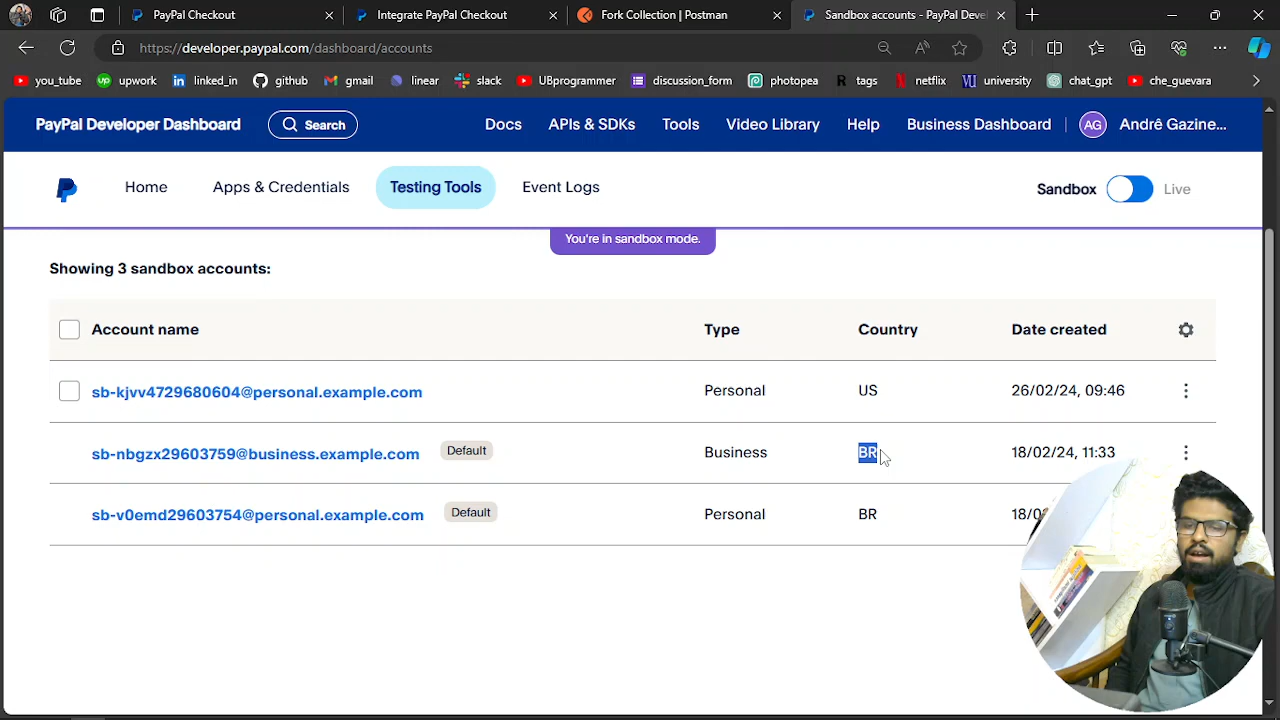 PayPal Checkout
Integrate PayPal Checkout
Fork Collection | Postman
Sandbox accounts - PayPal Deve
https://developer.paypal.com/dashboard/accounts
you_tube
upwork
linked_in
github
gmail
linear
slack
UBprogrammer
discussion_form
photopea
tags
netflix
university
chat_gpt
che_guevara
PayPal Developer Dashboard
Search
Docs
APIs & SDKs
Tools
Video Library
Help
Business Dashboard
AG
Andrê Gazine...
Home
Apps & Credentials
Testing Tools
Event Logs
Sandbox
Live
You're in sandbox mode.
Showing 3 sandbox accounts:
Account name Type Country Date created
sb-kjvv4729680604@personal.example.com Personal US 26/02/24, 09:46
sb-nbgzx29603759@business.example.com Default Business BR 18/02/24, 11:33
sb-v0emd29603754@personal.example.com Default Personal BR 18/0